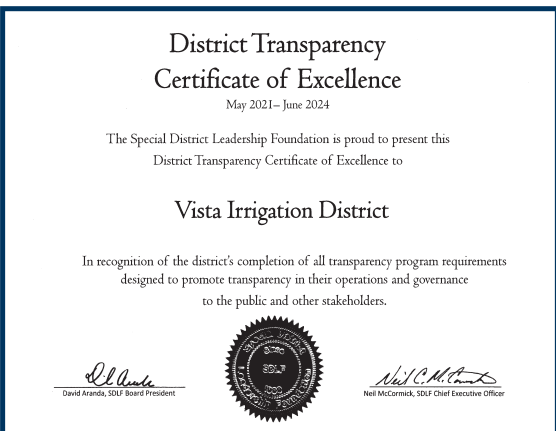 District Transparency
Certificate of Excellence
May 2021– June 2024
The Special District Leadership Foundation is proud to present this
District Transparency Certificate of Excellence to
Vista Irrigation District
In recognition of the district's completion of all transparency program requirements
designed to promote transparency in their operations and governance
to the public and other stakeholders.
SDLF
David Aranda, SDLF Board President
Neil McCormick, SDLF Chief Executive Officer